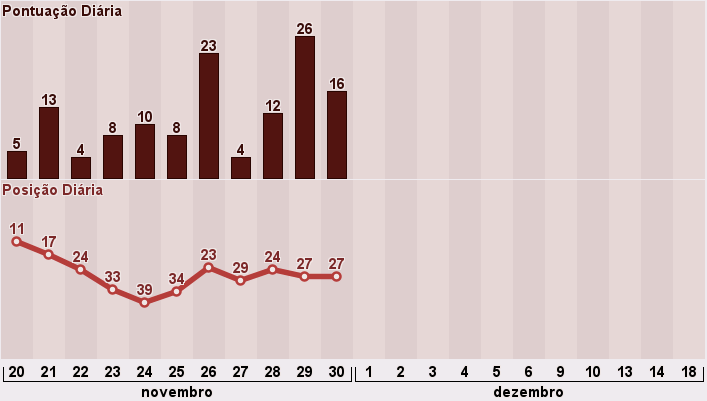 Pontuação Diária
5 13 4 8 10 8 23 4 12 26 16
Posição Diária
11 17 24 33 39 34 23 29 24 27 27
20 21 22 23 24 25 26 27 28 29 30 1 2 3 4 5 6 9 10 13 14 18
novembro dezembro